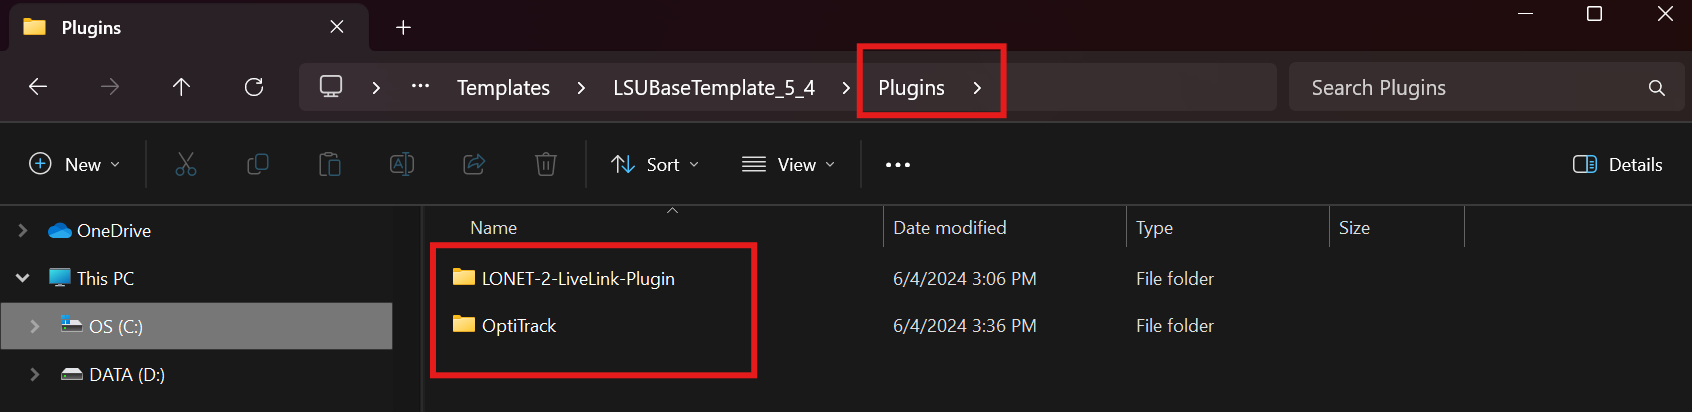 Plugins
Templates LSUBaseTemplate_5_4 Plugins Search Plugins
New Sort View Details
Name Date modified Type Size
OneDrive
This PC
OS (C:)
DATA (D:)
LONET-2-LiveLink-Plugin 6/4/2024 3:06 PM File folder
OptiTrack 6/4/2024 3:36 PM File folder